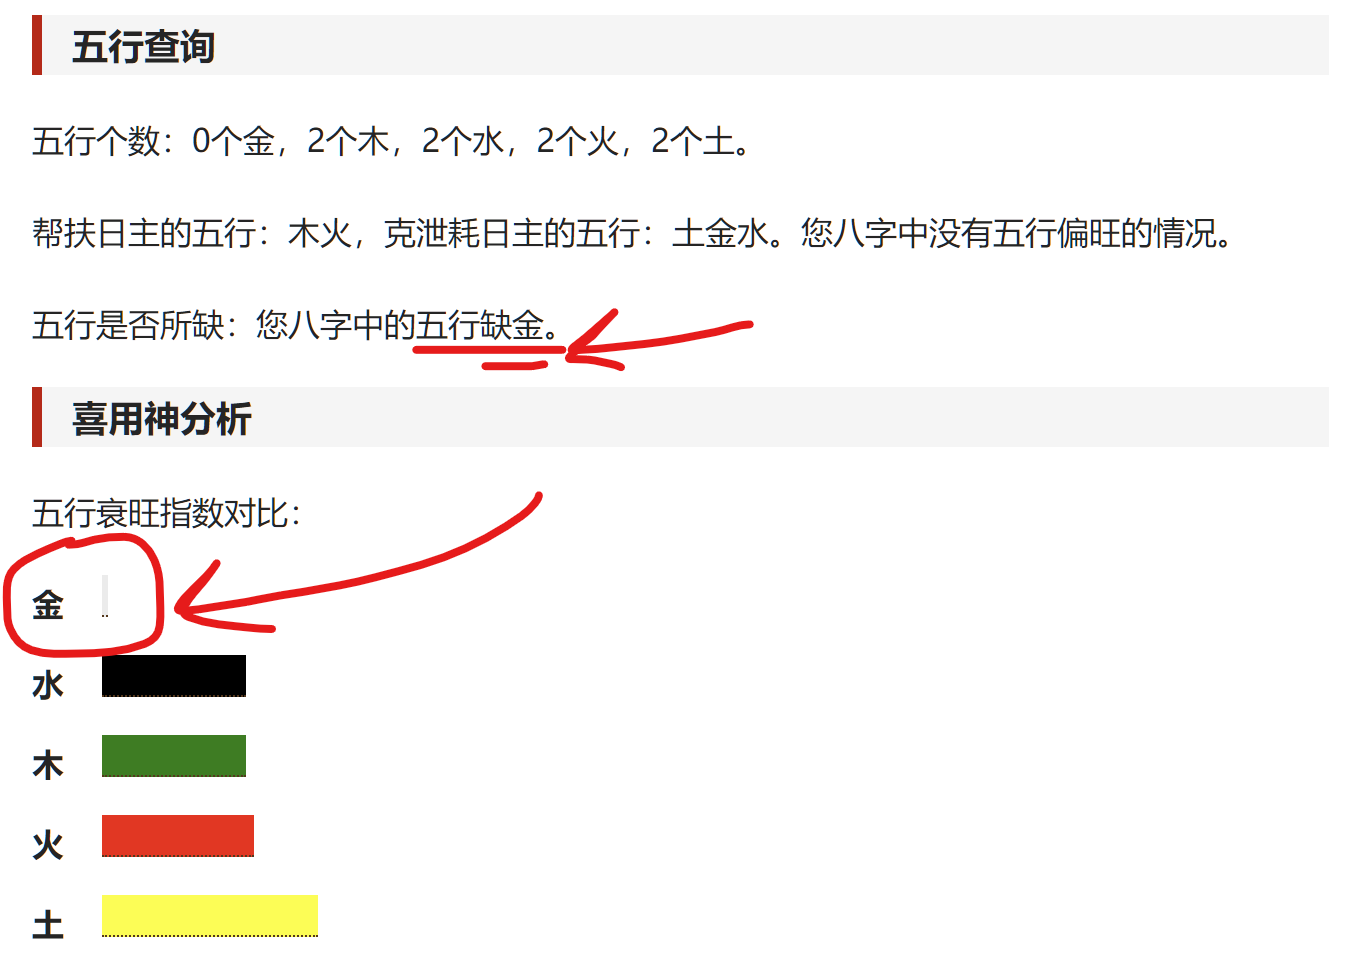 五行查询
五行个数：0个金，2个木，2个水，2个火，2个土。
帮扶日主的五行：木火，克泄耗日主的五行：土金水。您八字中没有五行偏旺的情况。
五行是否所缺：您八字中的五行缺金。
喜用神分析
五行衰旺指数对比：
金
水
木
火
土